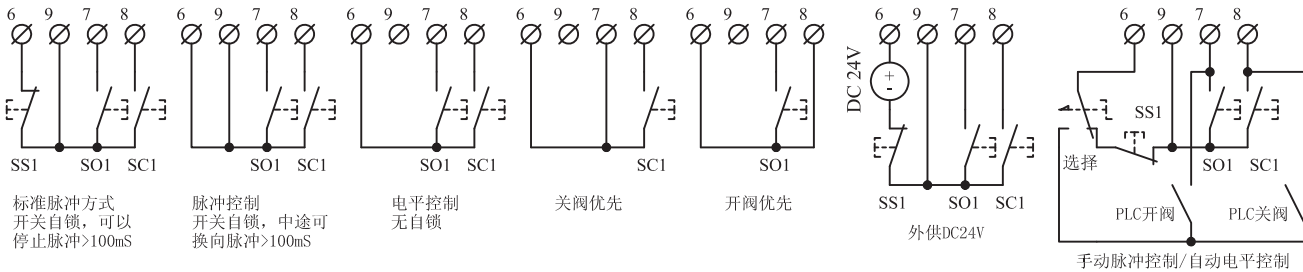 6 9 7 8
SS1 SO1 SC1
标准脉冲方式
开关自锁，可以
停止脉冲>100mS
6 9 7 8
SO1 SC1
脉冲控制
开关自锁，中途可
换向脉冲>100mS
6 9 7 8
SO1 SC1
电平控制
无自锁
6 9 7 8
SC1
关阀优先
6 9 7 8
SO1
开阀优先
6 9 7 8
DC 24V
+
-
SS1 SO1 SC1
外供DC24V
6 9 7 8
SS1
选择 SO1 SC1
PLC开阀 PLC关阀
手动脉冲控制/自动电平控制